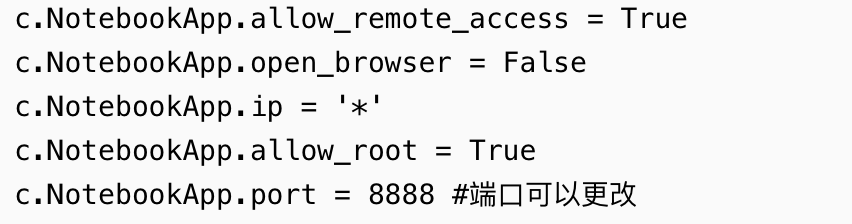 c.NotebookApp.allow_remote_access = True
c.NotebookApp.open_browser = False
c.NotebookApp.ip = '*'
c.NotebookApp.allow_root = True
c.NotebookApp.port = 8888 #端口可以更改